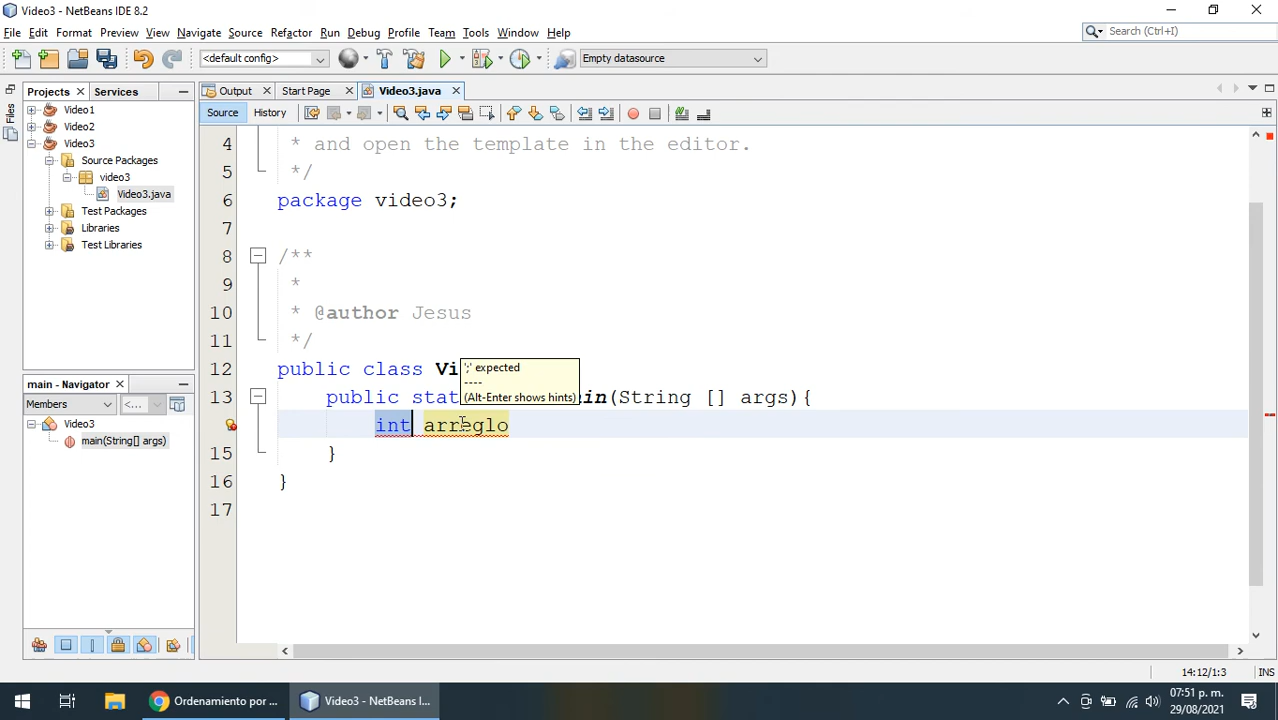 Video3 - NetBeans IDE 8.2
File Edit Format Preview View Navigate Source Refactor Run Debug Profile Team Tools Window Help
Search (Ctrl+I)
<default config>
Empty datasource
Files
Projects
Services
Video1
Video2
Video3
Source Packages
video3
Video3.java
Test Packages
Libraries
Test Libraries
main - Navigator
Members
<...
Video3
main(String[] args)
Output
Start Page
Video3.java
Source
History
4 * and open the template in the editor.
5 */
6 package video3;
7
8 /**
9 *
10 * @author Jesus
11 */
12 public class Vi
';' expected
----
(Alt-Enter shows hints)
13 public stat in(String [] args){
14:12/1:3
int arreglo
15 }
16 }
17
INS
Ordenamiento por ...
Video3 - NetBeans I...
07:51 p. m.
29/08/2021